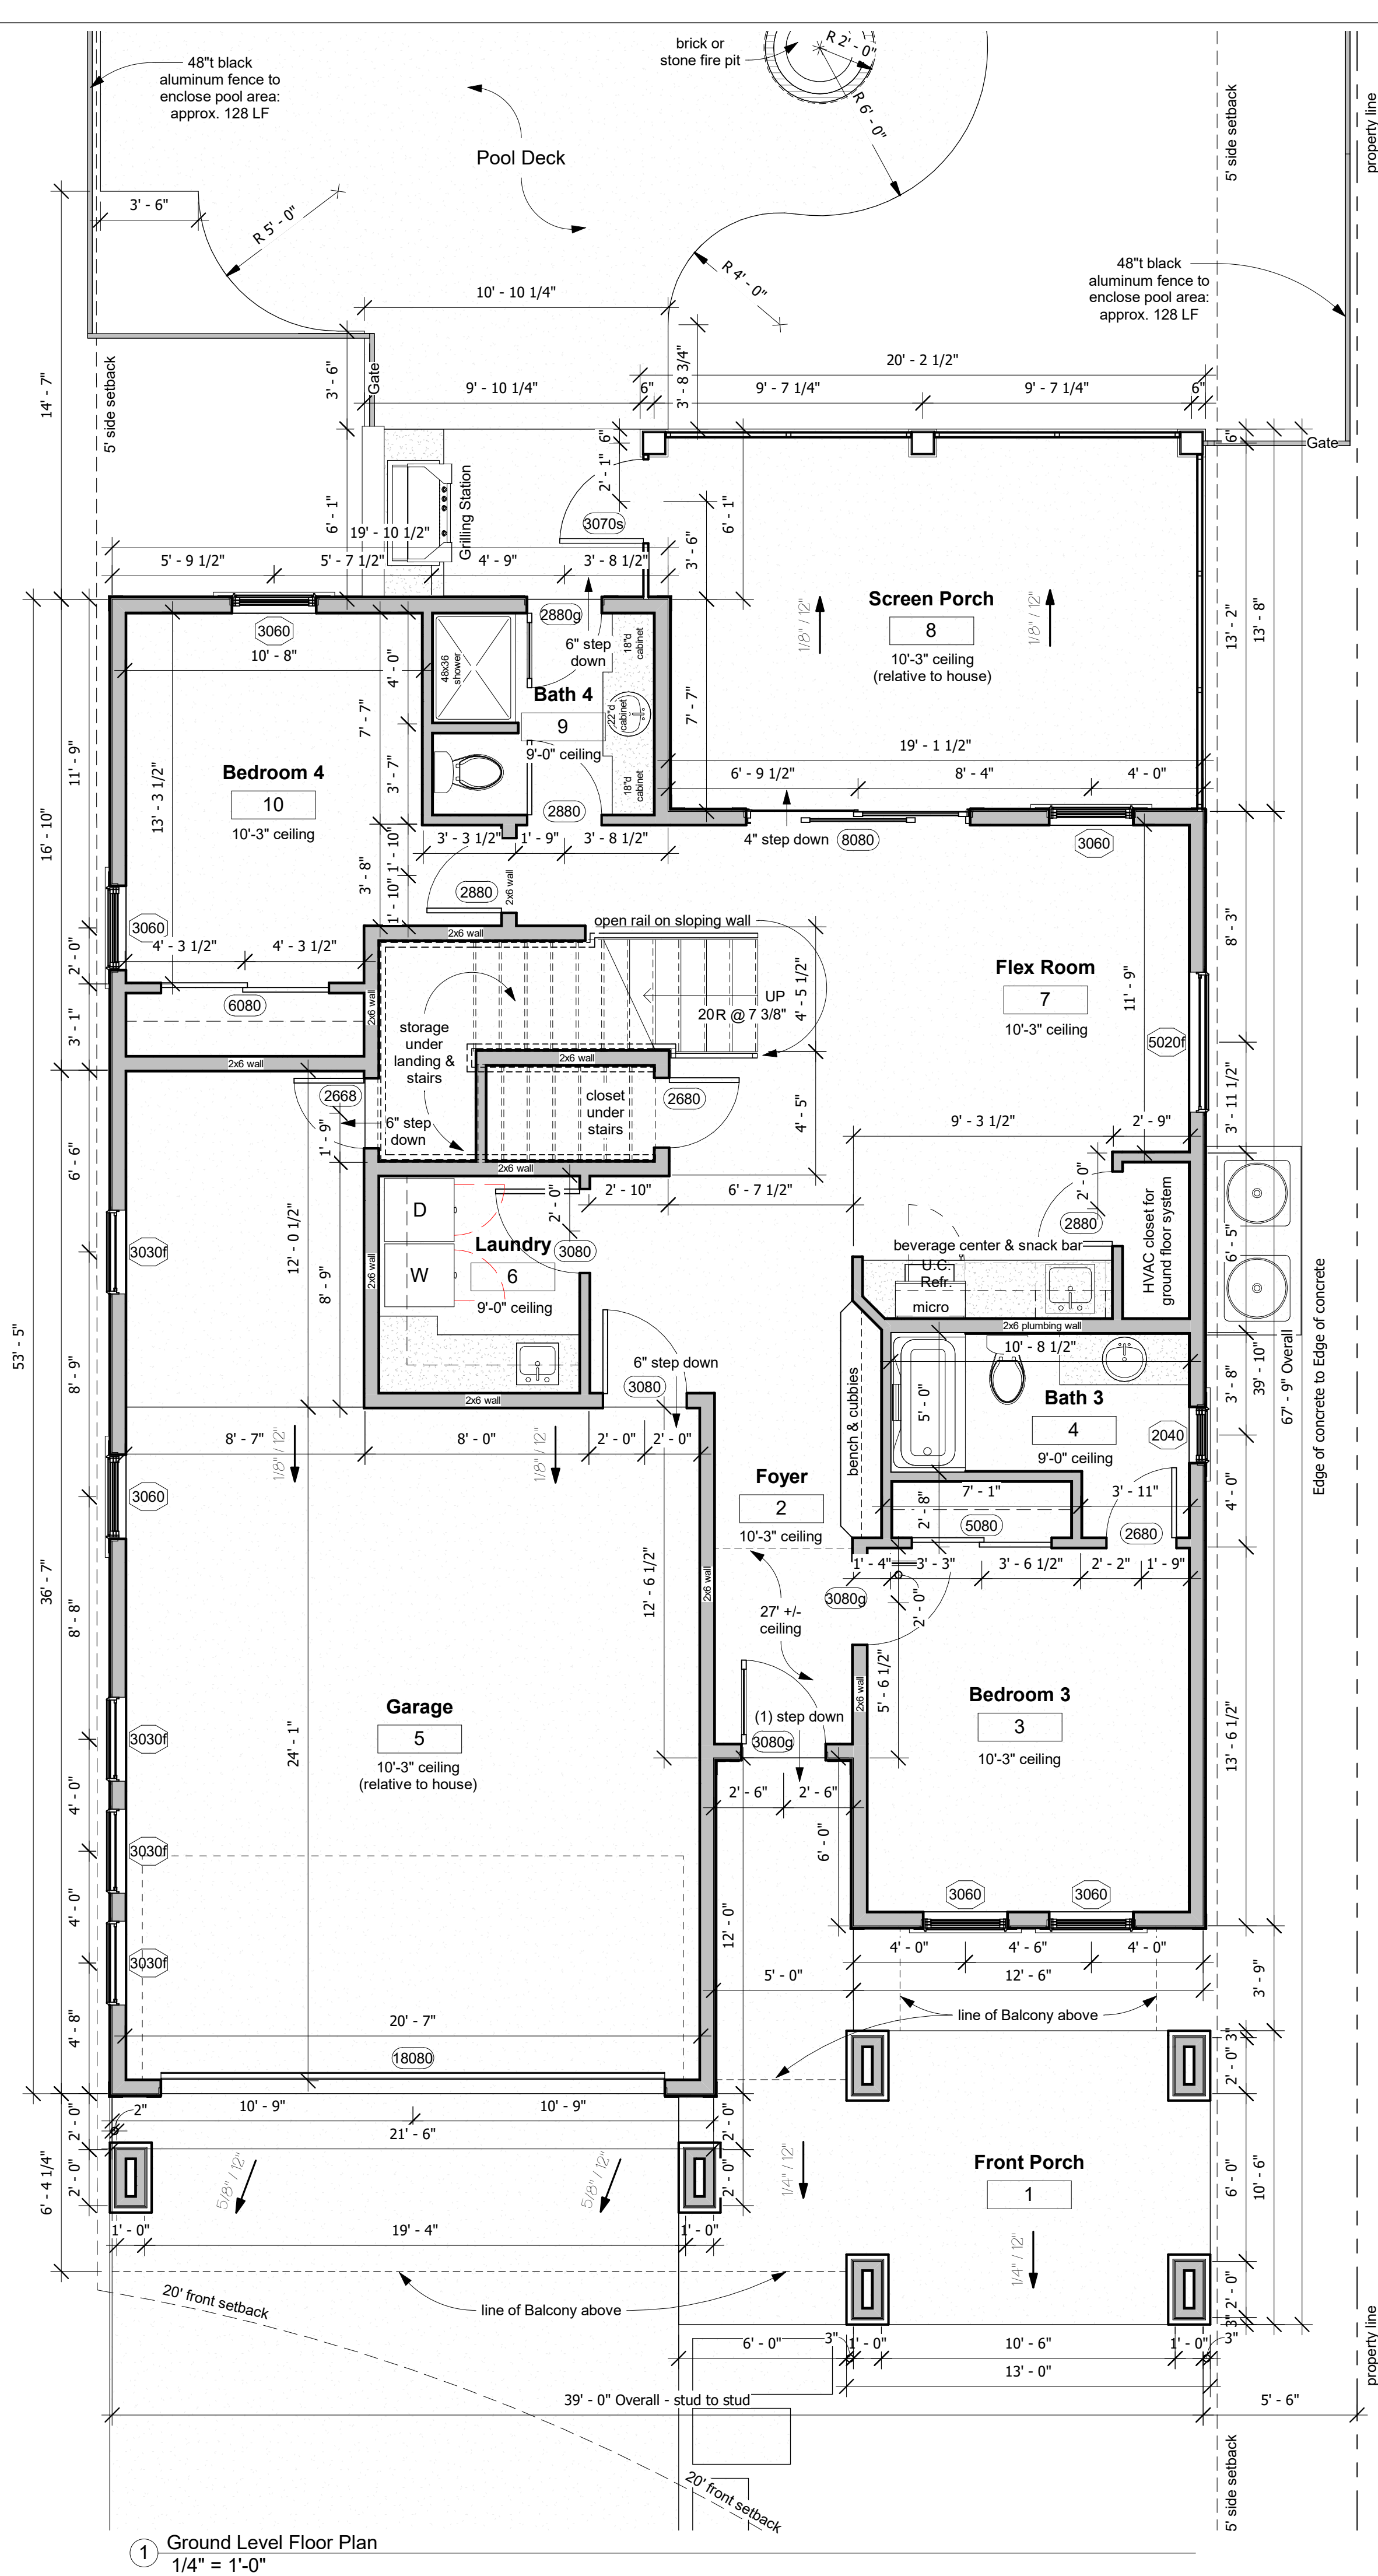 brick or
stone fire pit
R 2' - 0"
R 6' - 0"
48"t black
aluminum fence to
enclose pool area:
approx. 128 LF
Pool Deck
5' side setback
property line
3' - 6"
R 5' - 0"
R 4' - 0"
48"t black
aluminum fence to
enclose pool area:
approx. 128 LF
10' - 10 1/4"
14' - 7"
5' side setback
3' - 6"
Gate
9' - 10 1/4"
6"
3' - 8 3/4"
20' - 2 1/2"
9' - 7 1/4"
9' - 7 1/4"
6"
6"
Gate
6"
2' - 1"
3070s
6' - 1"
3' - 6"
6' - 1"
Grilling Station
19' - 10 1/2"
5' - 9 1/2"
5' - 7 1/2"
4' - 9"
3' - 8 1/2"
Screen Porch
8
10'-3" ceiling
(relative to house)
1/8" / 12"
1/8" / 12"
13' - 2"
13' - 8"
3060
10' - 8"
4' - 0"
48x36
shower
2880g
6" step
down
18"d
cabinet
Bath 4
9
9'-0" ceiling
22"d
cabinet
18"d
cabinet
7' - 7"
7' - 7"
3' - 7"
11' - 9"
16' - 10"
13' - 3 1/2"
Bedroom 4
10
10'-3" ceiling
19' - 1 1/2"
6' - 9 1/2"
8' - 4"
4' - 0"
2880
4" step down
8080
3060
3' - 3 1/2"
1' - 9"
3' - 8 1/2"
1' - 10"
1' - 10"
3' - 8"
2880
2x6 wall
3060
2' - 0"
4' - 3 1/2"
4' - 3 1/2"
2x6 wall
open rail on sloping wall
8' - 3"
Flex Room
7
10'-3" ceiling
11' - 9"
6080
3' - 1"
2x6 wall
2x6 wall
storage
under
landing &
stairs
UP
20R @ 7 3/8"
4' - 5 1/2"
5020f
3' - 11 1/2"
2x6 wall
2668
6" step
down
1' - 9"
closet
under
stairs
2680
4' - 5"
9' - 3 1/2"
2' - 9"
2x6 wall
6' - 6"
53' - 5"
12' - 0 1/2"
8' - 9"
3030f
D
W
Laundry
6
9'-0" ceiling
2x6 wall
2' - 0"
3080
2' - 10"
6' - 7 1/2"
2' - 0"
2880
HVAC closet for
ground floor system
6' - 5"
beverage center & snack bar
U.C.
Refr.
micro
2x6 plumbing wall
10' - 8 1/2"
39' - 10"
67' - 9" Overall
Edge of concrete to Edge of concrete
8' - 9"
6" step down
3080
2x6 wall
bench & cubbies
5' - 0"
Bath 3
4
9'-0" ceiling
3' - 8"
2040
8' - 7"
8' - 0"
2' - 0"
2' - 0"
1/8" / 12"
1/8" / 12"
3060
Foyer
2
10'-3" ceiling
7' - 1"
3' - 11"
2' - 8"
5080
2680
4' - 0"
36' - 7"
8' - 8"
12' - 6 1/2"
2x6 wall
1' - 4"
3' - 3"
3' - 6 1/2"
2' - 2"
1' - 9"
3080g
2' - 0"
27' +/-
ceiling
5' - 6 1/2"
2x6 wall
Bedroom 3
3
10'-3" ceiling
13' - 6 1/2"
Garage
5
10'-3" ceiling
(relative to house)
24' - 1"
3030f
(1) step down
3080g
2' - 6"
2' - 6"
4' - 0"
6' - 0"
3030f
4' - 0"
3060
3060
12' - 0"
3030f
4' - 0"
4' - 6"
4' - 0"
5' - 0"
12' - 6"
3' - 9"
4' - 8"
20' - 7"
line of Balcony above
3"
2' - 0"
18080
2"
10' - 9"
10' - 9"
21' - 6"
2' - 0"
2' - 0"
2' - 0"
2' - 0"
6' - 4 1/4"
5/8" / 12"
5/8" / 12"
1/4" / 12"
Front Porch
1
1/4" / 12"
6' - 0"
10' - 6"
1' - 0"
19' - 4"
1' - 0"
20' front setback
line of Balcony above
2' - 0"
3"
6' - 0"
3"
1' - 0"
10' - 6"
1' - 0"
3"
13' - 0"
39' - 0" Overall - stud to stud
5' - 6"
property line
20' front setback
5' side setback
1
Ground Level Floor Plan
1/4" = 1'-0"